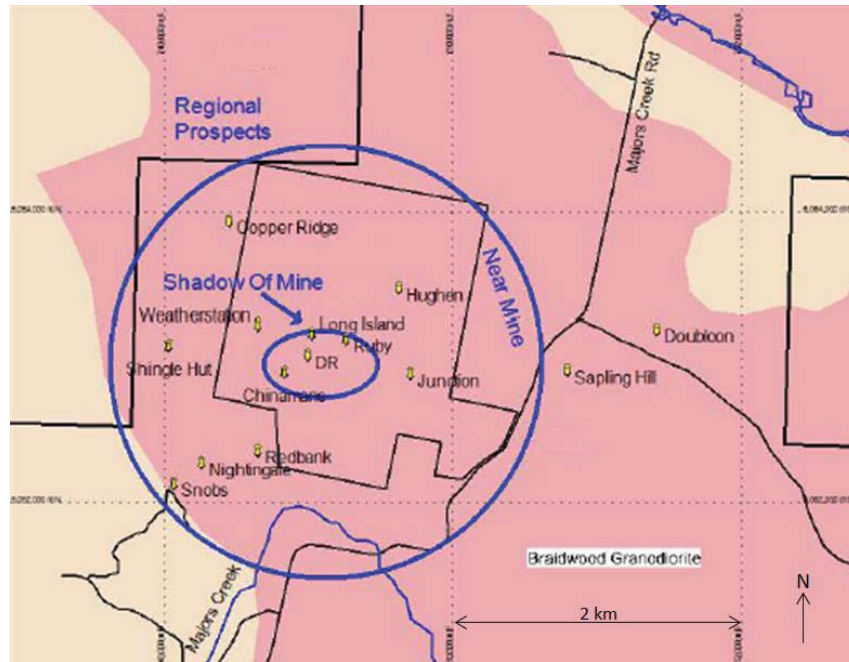 Regional
Prospects
Majors Creek Rd
Copper Ridge
Shadow Of Mine
Near Mine
Hughen
Weatherstation
Long Island
Ruby
Doubloon
Shingle Hut
DR
Junction
Sapling Hill
Chinamans
Redbank
Nightingale
Snobs
Braidwood Granodiorite
Majors Creek
2 km
N